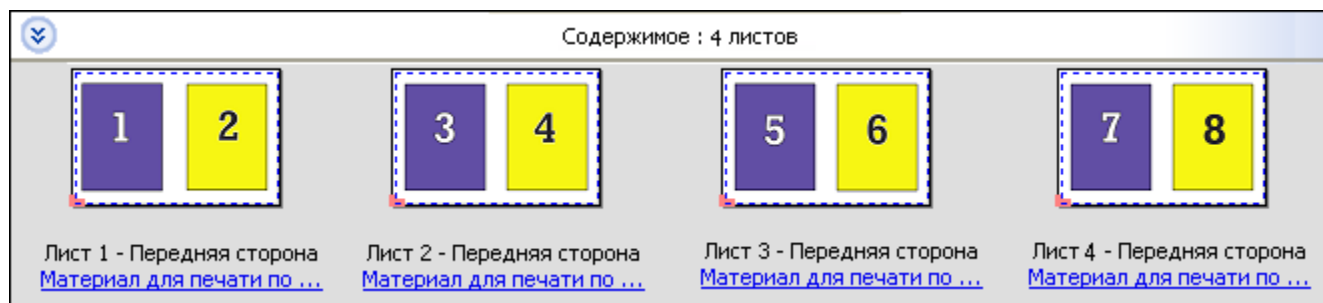 Содержимое : 4 листов
1 2 3 4 5 6 7 8
Лист 1 - Передняя сторона
Материал для печати по ...
Лист 2 - Передняя сторона
Материал для печати по ...
Лист 3 - Передняя сторона
Материал для печати по ...
Лист 4 - Передняя сторона
Материал для печати по ...